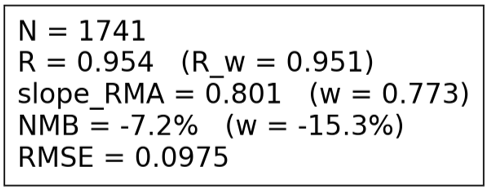 N = 1741
R = 0.954 (R_w = 0.951)
slope_RMA = 0.801 (w = 0.773)
NMB = -7.2% (w = -15.3%)
RMSE = 0.0975